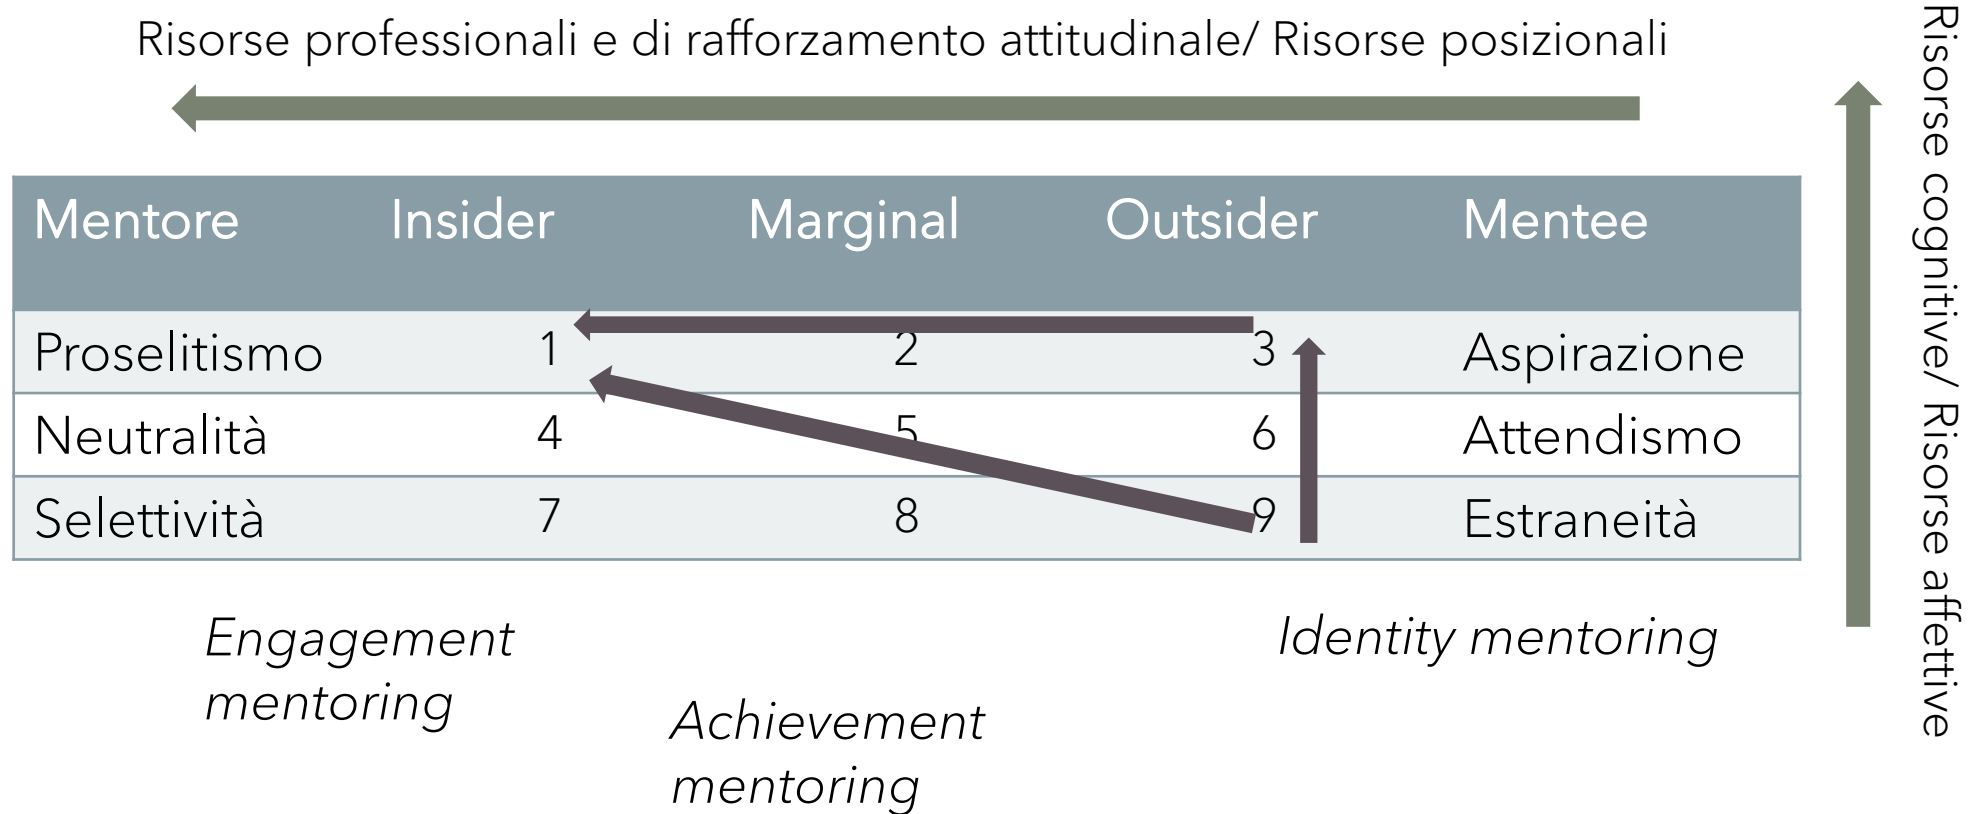 Risorse professionali e di rafforzamento attitudinale/ Risorse posizionali
Risorse cognitive/ Risorse affettive
Mentore Insider Marginal Outsider Mentee
Proselitismo 1 2 3 Aspirazione
Neutralità 4 5 6 Attendismo
Selettività 7 8 9 Estraneità
Engagement
mentoring
Achievement
mentoring
Identity mentoring